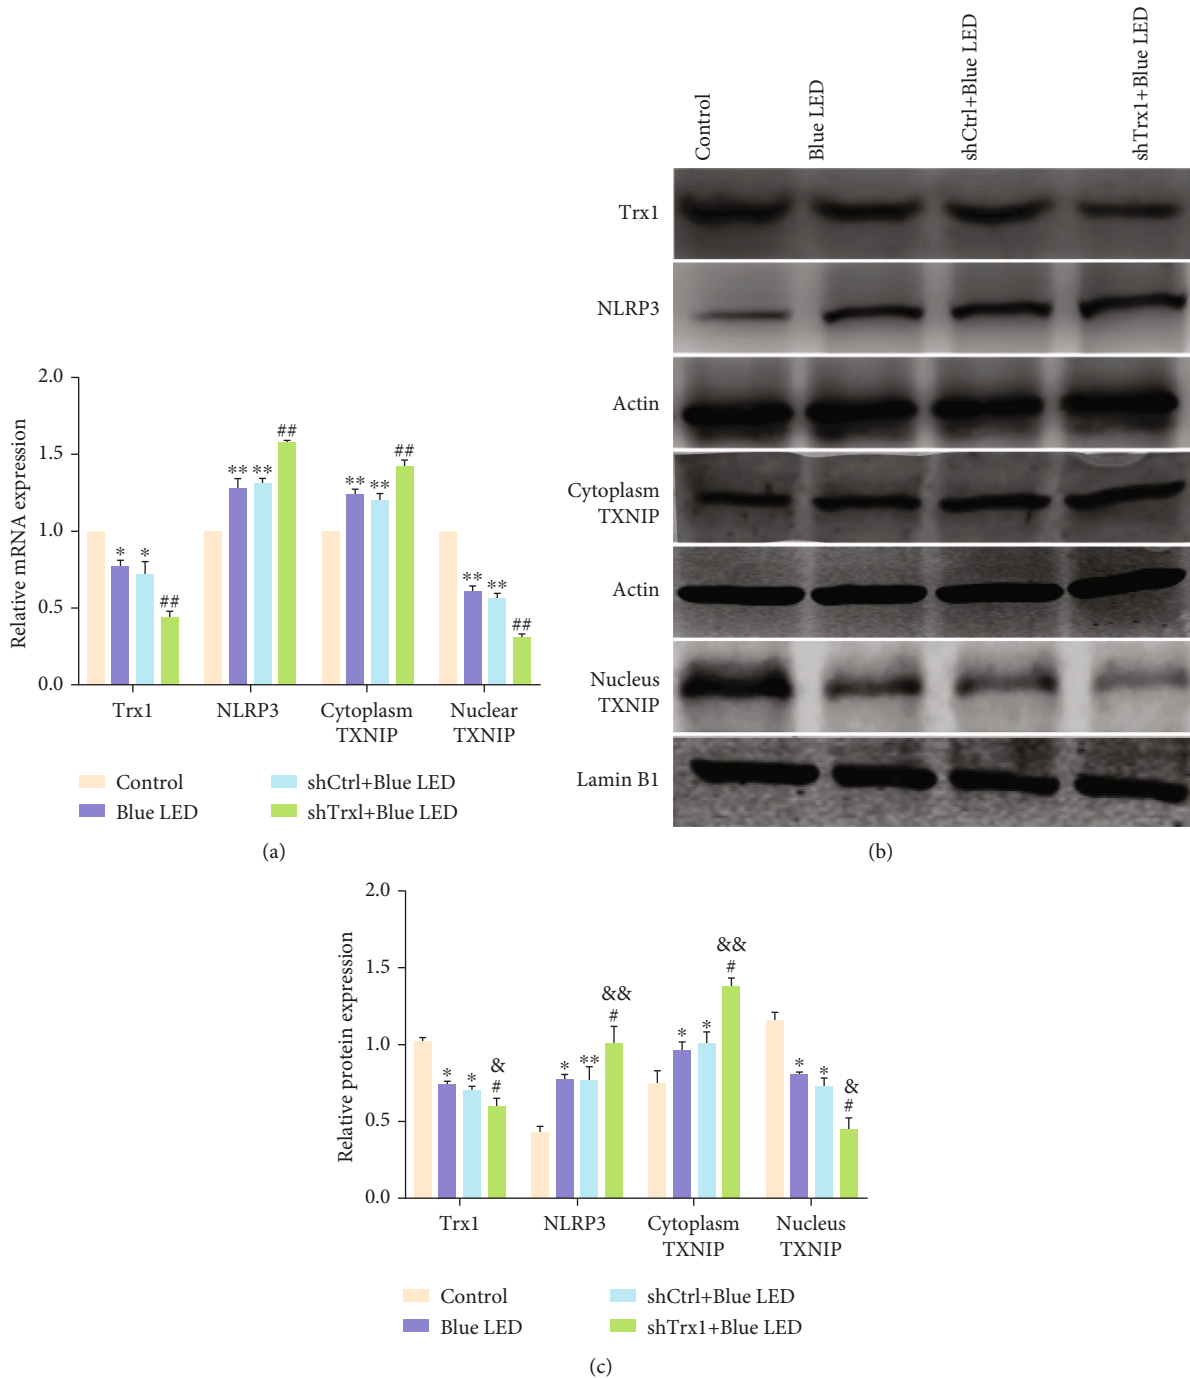 2.0
1.5
1.0
0.5
0.0
Relative mRNA expression
* * ##
** ** ##
** ** ##
** ** ##
Trx1
NLRP3
Cytoplasm
TXNIP
Nuclear
TXNIP
Control
Blue LED
shCtrl+Blue LED
shTrxl+Blue LED
(a)
Control
Blue LED
shCtrl+Blue LED
shTrx1+Blue LED
Trx1
NLRP3
Actin
Cytoplasm
TXNIP
Actin
Nucleus
TXNIP
Lamin B1
(b)
2.0
1.5
1.0
0.5
0.0
Relative protein expression
* * & #
* ** && #
* * && #
* * & #
Trx1
NLRP3
Cytoplasm
TXNIP
Nucleus
TXNIP
Control
Blue LED
shCtrl+Blue LED
shTrx1+Blue LED
(c)